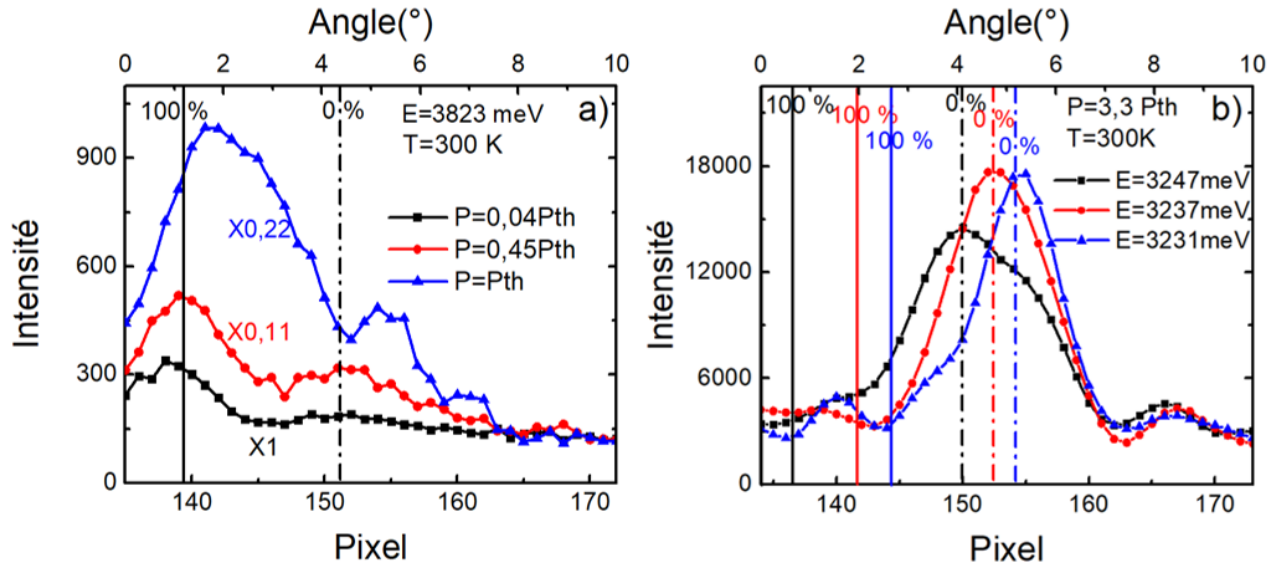 Angle(°)
0 2 4 6 8 10
100 %
0 %
E=3823 meV
T=300 K
a)
X0,22
P=0,04Pth
P=0,45Pth
P=Pth
X0,11
X1
Intensité
900
600
300
0
140 150 160 170
Pixel
Angle(°)
0 2 4 6 8 10
100 %
100 %
100 %
0 %
0 %
0 %
P=3,3 Pth
T=300K
b)
E=3247meV
E=3237meV
E=3231meV
Intensité
18000
12000
6000
0
140 150 160 170
Pixel